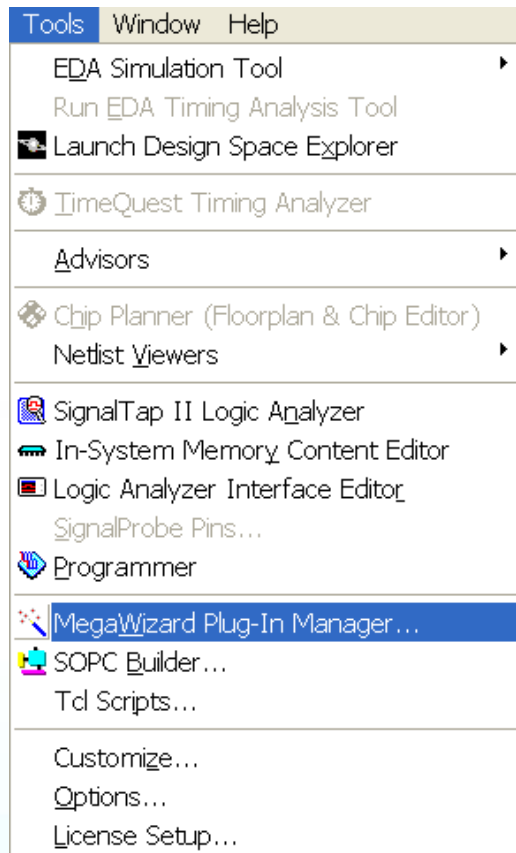 Tools Window Help
EDA Simulation Tool
Run EDA Timing Analysis Tool
Launch Design Space Explorer
TimeQuest Timing Analyzer
Advisors
Chip Planner (Floorplan & Chip Editor)
Netlist Viewers
SignalTap II Logic Analyzer
In-System Memory Content Editor
Logic Analyzer Interface Editor
SignalProbe Pins...
Programmer
MegaWizard Plug-In Manager...
SOPC Builder...
Tcl Scripts...
Customize...
Options...
License Setup...